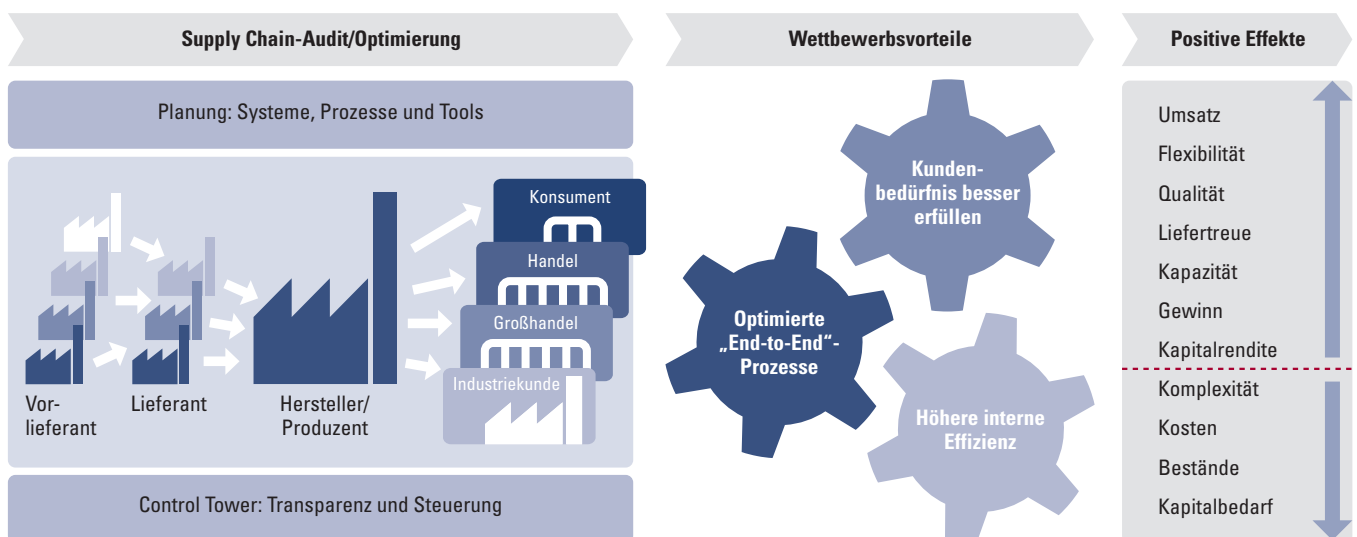 Supply Chain-Audit/Optimierung
Wettbewerbsvorteile
Positive Effekte
Planung: Systeme, Prozesse und Tools
Konsument
Handel
Großhandel
Industriekunde
Vor-
lieferant
Lieferant
Hersteller/
Produzent
Control Tower: Transparenz und Steuerung
Kunden-
bedürfnis besser
erfüllen
Optimierte
„End-to-End“-
Prozesse
Höhere interne
Effizienz
Umsatz
Flexibilität
Qualität
Liefertreue
Kapazität
Gewinn
Kapitalrendite
Komplexität
Kosten
Bestände
Kapitalbedarf